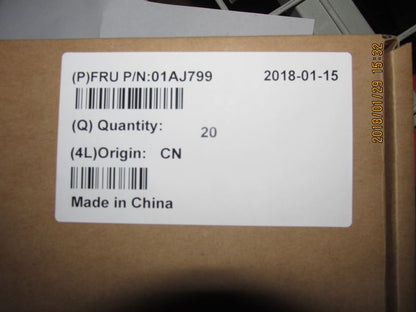 (P)FRU P/N:01AJ799 2018-01-15
(Q) Quantity: 20
(4L)Origin: CN
Made in China
2018/01/29 15:32